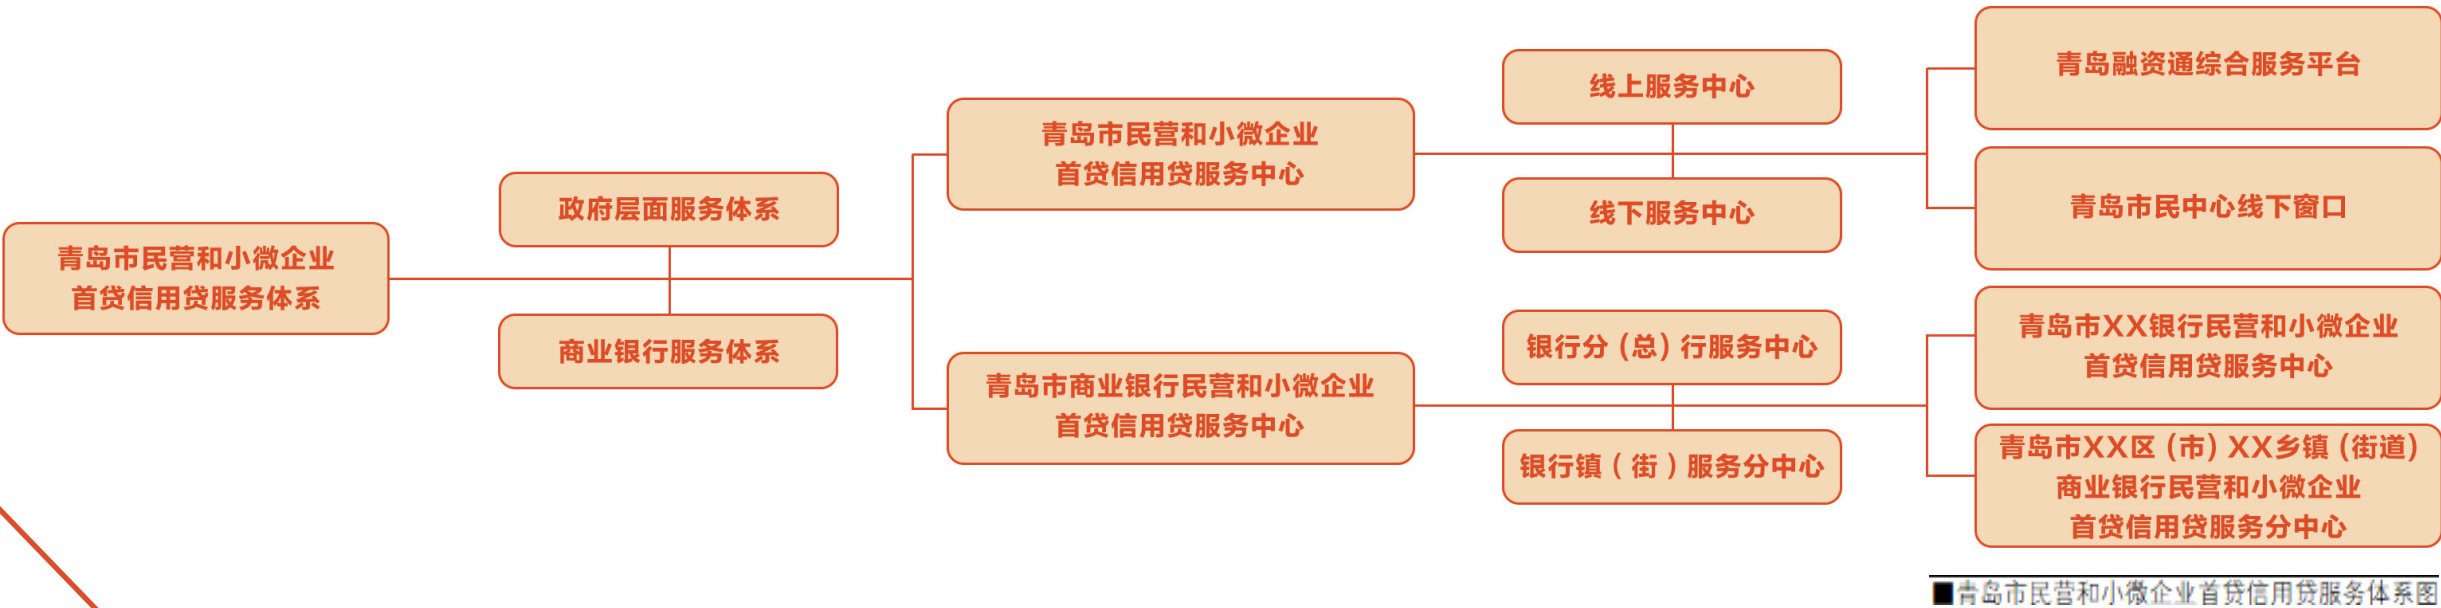 青岛市民营和小微企业
首贷信用贷服务体系
政府层面服务体系
商业银行服务体系
青岛市民营和小微企业
首贷信用贷服务中心
青岛市商业银行民营和小微企业
首贷信用贷服务中心
线上服务中心
线下服务中心
银行分（总）行服务中心
银行镇（街）服务分中心
青岛融资通综合服务平台
青岛市民中心线下窗口
青岛市XX银行民营和小微企业
首贷信用贷服务中心
青岛市XX区（市）XX乡镇（街道）
商业银行民营和小微企业
首贷信用贷服务分中心
■青岛市民营和小微企业首贷信用贷服务体系图